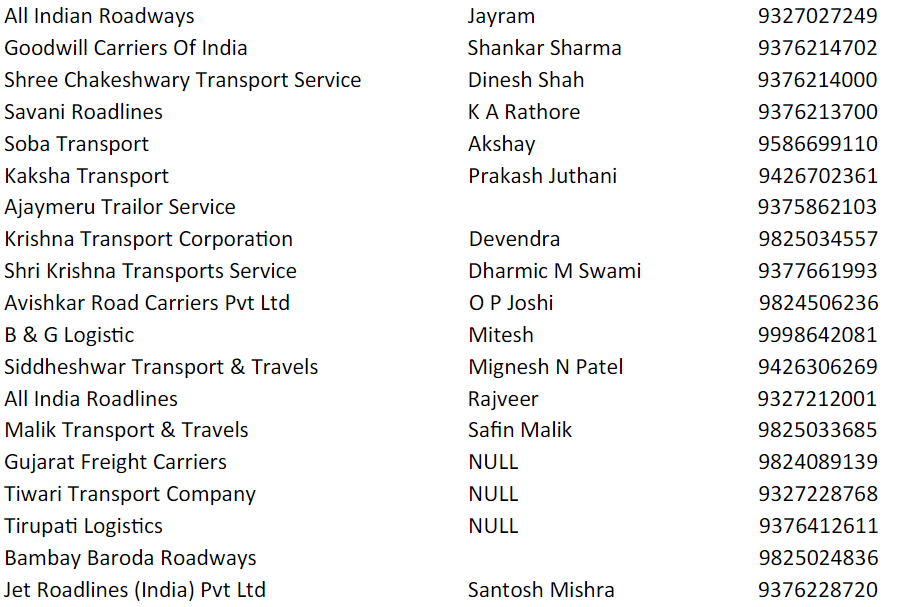 All Indian Roadways Jayram 9327027249
Goodwill Carriers Of India Shankar Sharma 9376214702
Shree Chakeshwary Transport Service Dinesh Shah 9376214000
Savani Roadlines K A Rathore 9376213700
Soba Transport Akshay 9586699110
Kaksha Transport Prakash Juthani 9426702361
Ajaymeru Trailor Service 9375862103
Krishna Transport Corporation Devendra 9825034557
Shri Krishna Transports Service Dharmic M Swami 9377661993
Avishkar Road Carriers Pvt Ltd O P Joshi 9824506236
B & G Logistic Mitesh 9998642081
Siddheshwar Transport & Travels Mignesh N Patel 9426306269
All India Roadlines Rajveer 9327212001
Malik Transport & Travels Safin Malik 9825033685
Gujarat Freight Carriers NULL 9824089139
Tiwari Transport Company NULL 9327228768
Tirupati Logistics NULL 9376412611
Bambay Baroda Roadways 9825024836
Jet Roadlines (India) Pvt Ltd Santosh Mishra 9376228720